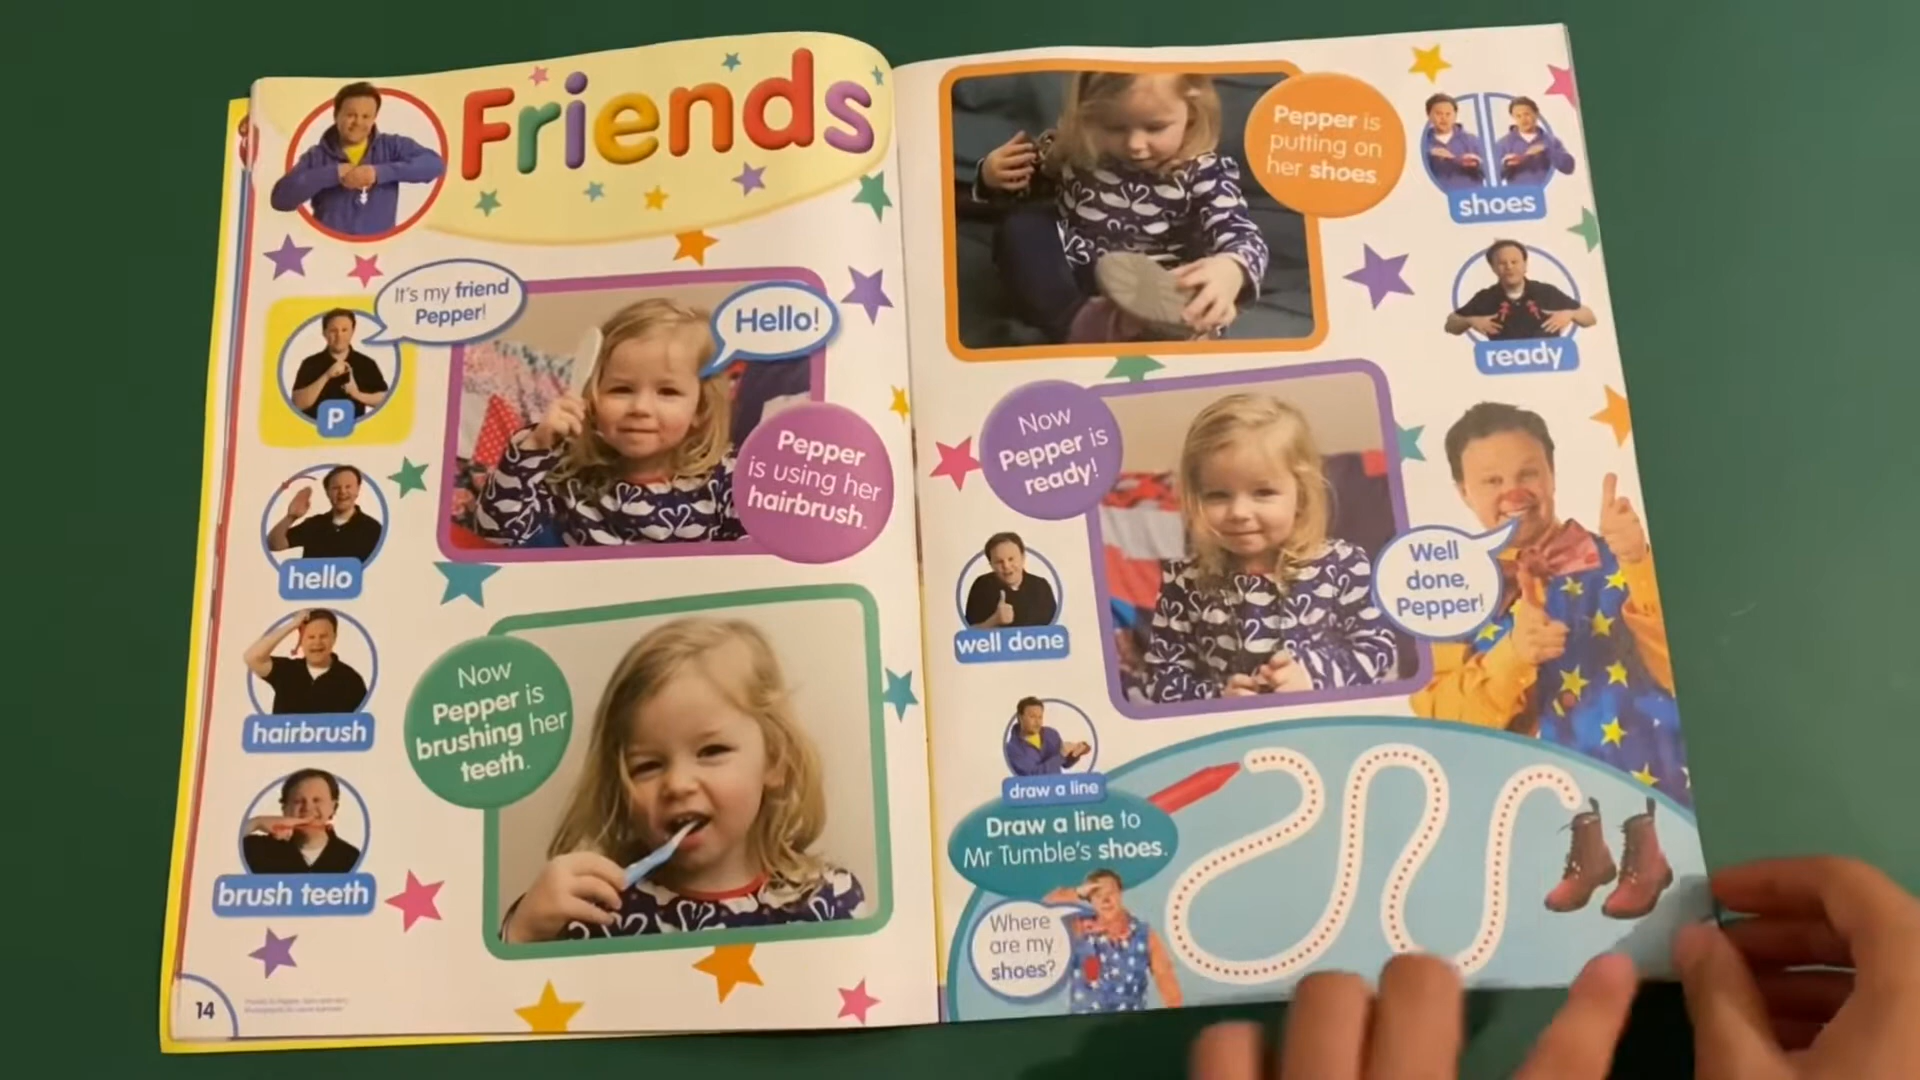 Friends
It's my friend
Pepper!
Hello!
P
Pepper
is using her
hairbrush.
hello
hairbrush
Now
Pepper is
brushing her
teeth.
brush teeth
14
Pepper is
putting on
her shoes.
shoes
ready
Now
Pepper is
ready!
Well
done,
Pepper!
well done
draw a line
Draw a line to
Mr Tumble's shoes.
Where
are my
shoes?